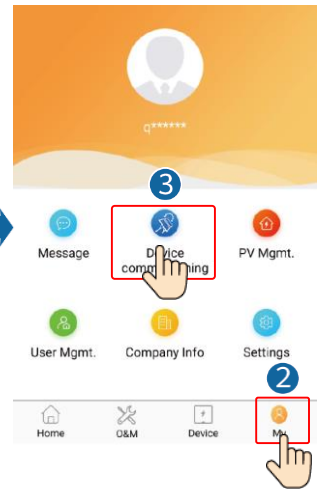 q******
3
Message
Device
commissioning
PV Mgmt.
User Mgmt.
Company Info
Settings
2
Home
O&M
Device
My